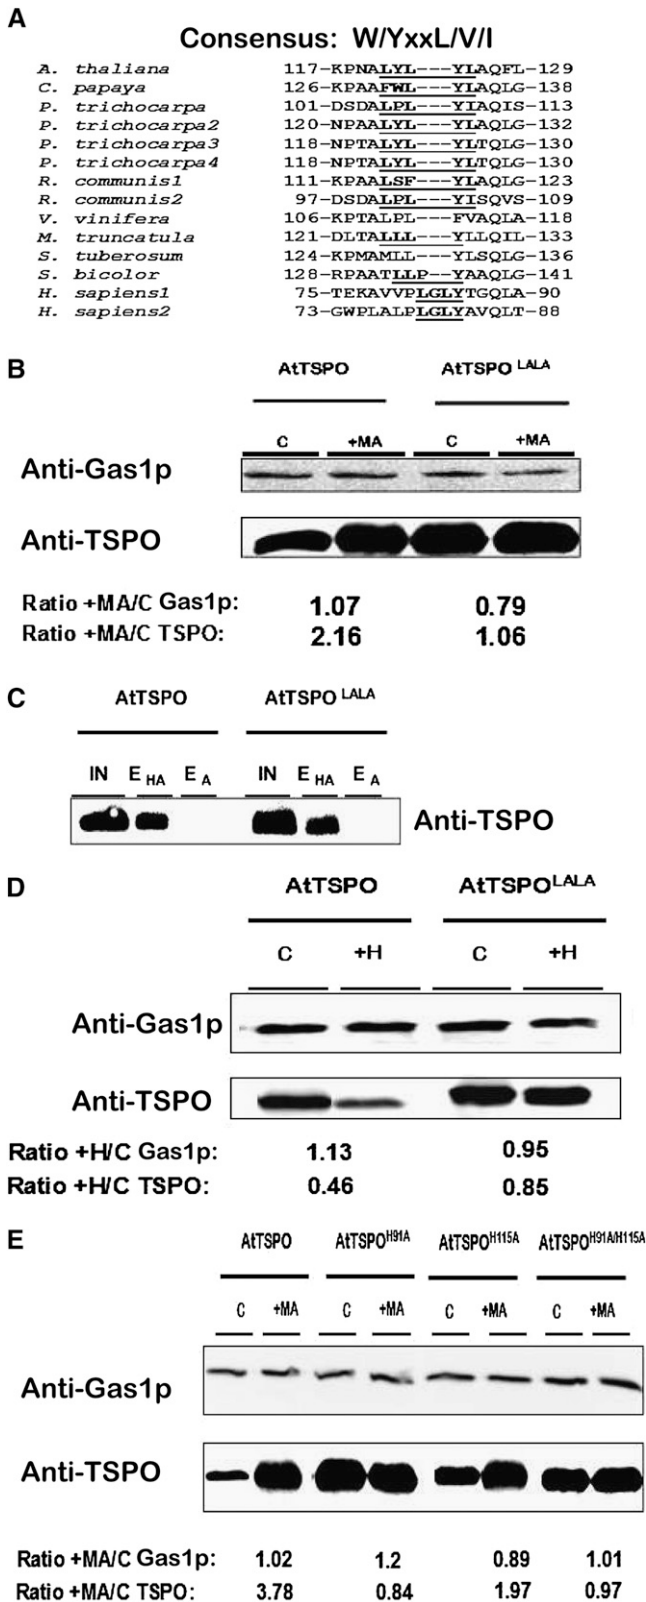 A
Consensus: W/YxxL/V/I
A. thaliana 117-KPNALYL---YLAQFL-129
C. papaya 126-KPAAFWL---YLAQLG-138
P. trichocarpa 101-DSDALPL---YIAQIS-113
P. trichocarpa2 120-NPAALYL---YLAQLG-132
P. trichocarpa3 118-NPTALYL---YLTQLG-130
P. trichocarpa4 118-NPTALYL---YLTQLG-130
R. communis1 111-KPAALSF---YLAQLG-123
R. communis2 97-DSDALPL---YISQVS-109
V. vinifera 106-KPTALPL---FVAQLA-118
M. truncatula 121-DLTALLL---YLLQIL-133
S. tuberosum 124-KPMAMLL---YLSQLG-136
S. bicolor 128-RPAATLLP--YAAQLG-141
H. sapiens1 75-TEKAVVPLGLYTGQLA-90
H. sapiens2 73-GWPLALPLGLYAVQLT-88
B
AtTSPO AtTSPO LALA
C +MA C +MA
Anti-Gas1p
Anti-TSPO
Ratio +MA/C Gas1p: 1.07 0.79
Ratio +MA/C TSPO: 2.16 1.06
C
AtTSPO AtTSPO LALA
IN E HA E A IN E HA E A
Anti-TSPO
D
AtTSPO AtTSPOLALA
C +H C +H
Anti-Gas1p
Anti-TSPO
Ratio +H/C Gas1p: 1.13 0.95
Ratio +H/C TSPO: 0.46 0.85
E
AtTSPO AtTSPOH91A AtTSPOH115A AtTSPOH91A/H115A
C +MA C +MA C +MA C +MA
Anti-Gas1p
Anti-TSPO
Ratio +MA/C Gas1p: 1.02 1.2 0.89 1.01
Ratio +MA/C TSPO: 3.78 0.84 1.97 0.97